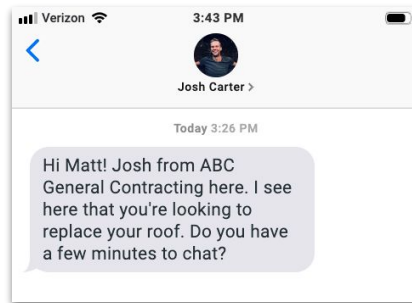 Verizon 3:43 PM
Josh Carter >
Today 3:26 PM
Hi Matt! Josh from ABC
General Contracting here. I see
here that you're looking to
replace your roof. Do you have
a few minutes to chat?